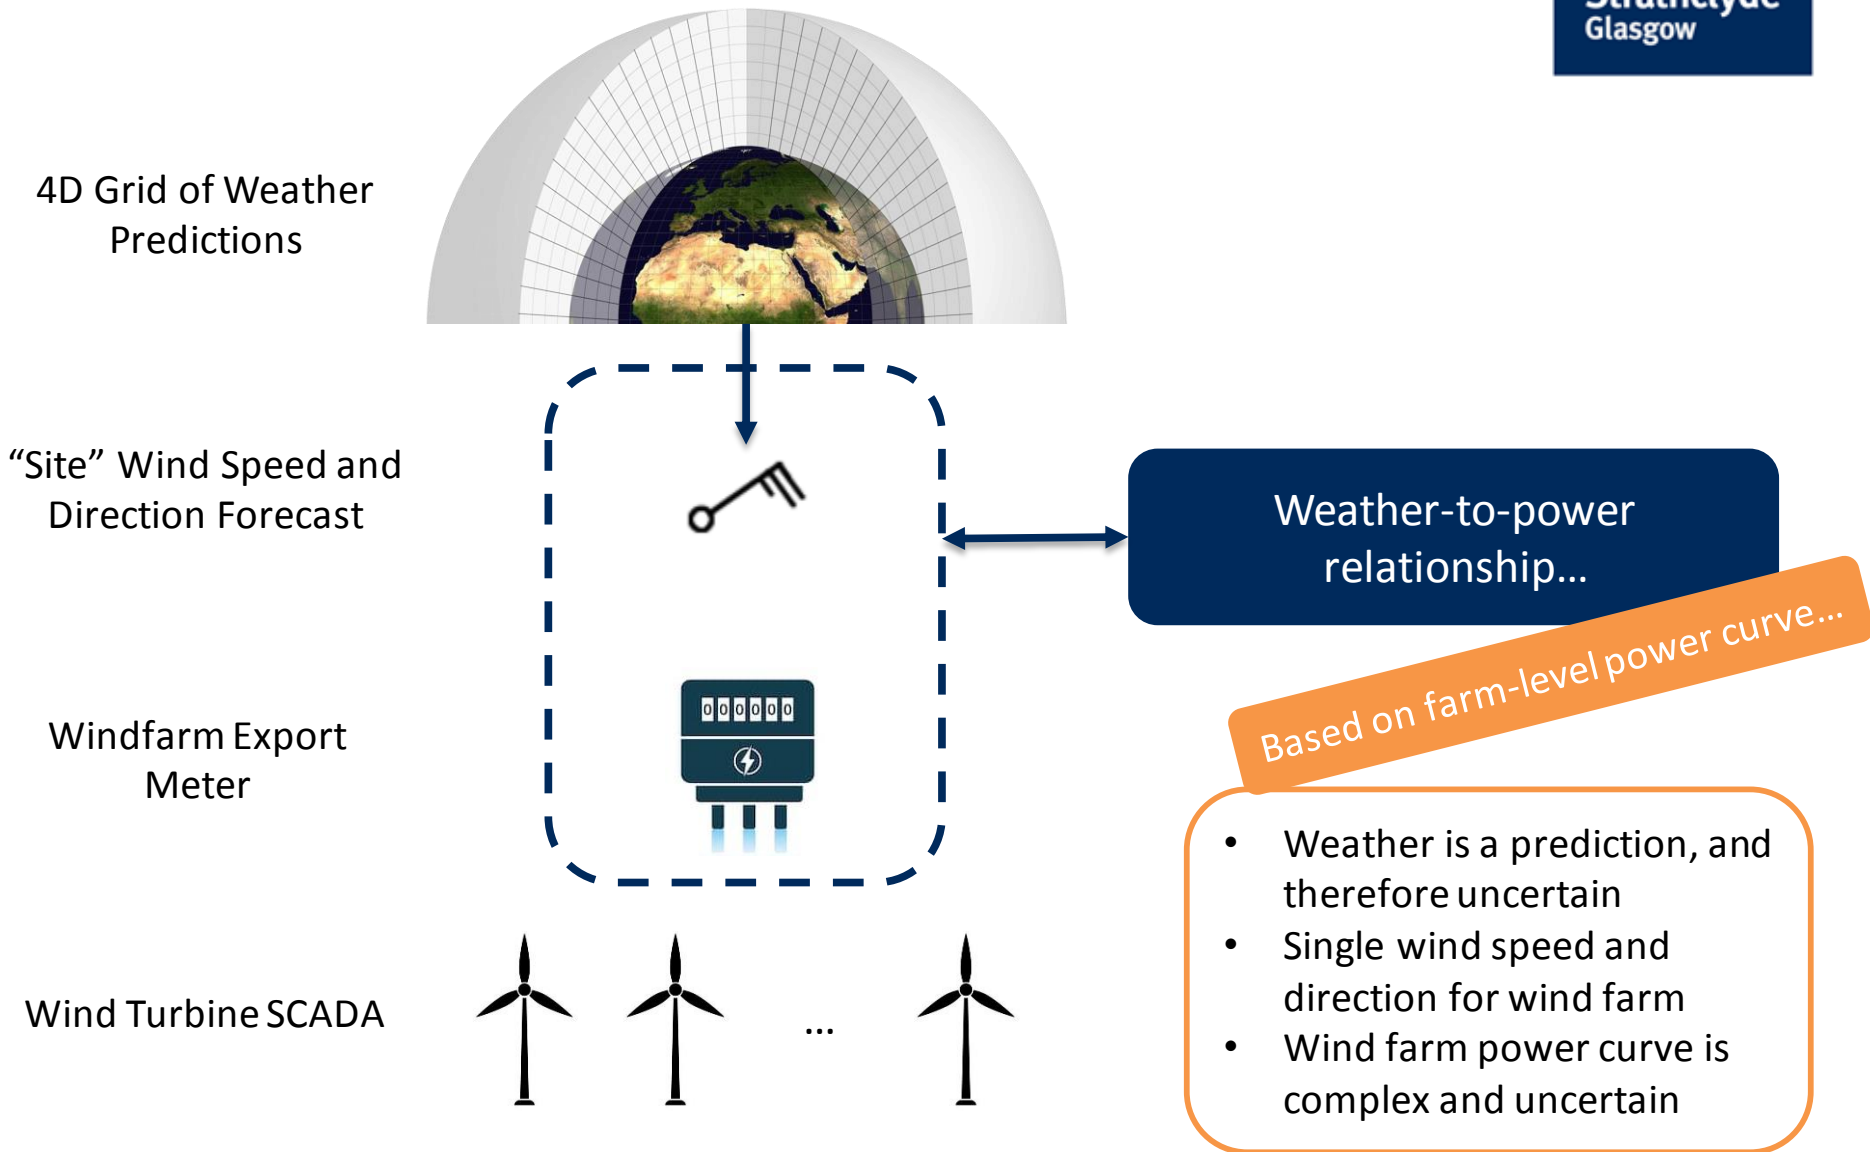 Strathclyde
Glasgow
4D Grid of Weather
Predictions
“Site” Wind Speed and
Direction Forecast
Weather-to-power
relationship...
Based on farm-level power curve...
Windfarm Export
Meter
000000
• Weather is a prediction, and
therefore uncertain
• Single wind speed and
direction for wind farm
• Wind farm power curve is
complex and uncertain
Wind Turbine SCADA
...